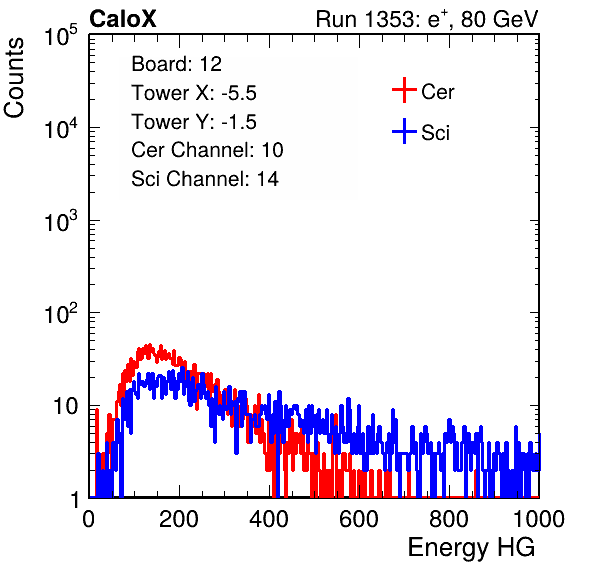 CaloX Run 1353: e⁺, 80 GeV
Counts
10⁵
10⁴
10³
10²
10
1
Board: 12
Tower X: -5.5
Tower Y: -1.5
Cer Channel: 10
Sci Channel: 14
Cer
Sci
0 200 400 600 800 1000
Energy HG